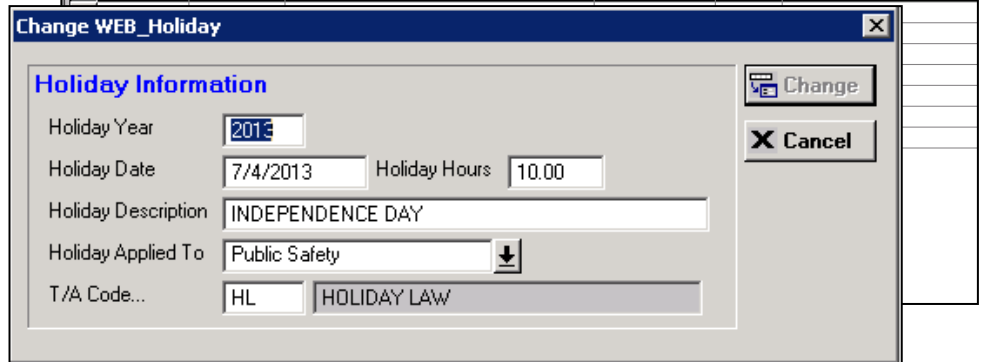 Change WEB_Holiday
Holiday Information
Change
Holiday Year 2013
Cancel
Holiday Date 7/4/2013 Holiday Hours 10.00
Holiday Description INDEPENDENCE DAY
Holiday Applied To Public Safety
T/A Code... HL HOLIDAY LAW